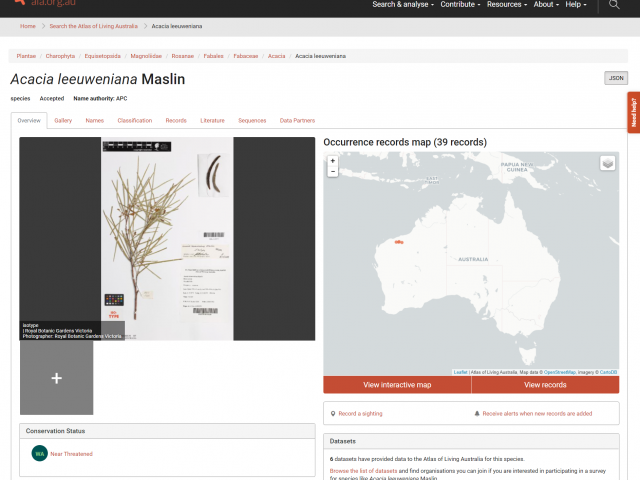 ala.org.au
Search & analyse
Contribute
Resources
About
Help
Home
Search the Atlas of Living Australia
Acacia leeuweniana
Plantae / Charophyta / Equisetopsida / Magnoliidae / Rosanae / Fabales / Fabaceae / Acacia / Acacia leeuweniana
Acacia leeuweniana Maslin
JSON
species Accepted Name authority: APC
Need help?
Overview
Gallery
Names
Classification
Records
Literature
Sequences
Data Partners
isotype
| Royal Botanic Gardens Victoria
Photographer: Royal Botanic Gardens Victoria
+
Conservation Status
WA
Near Threatened
Occurrence records map (39 records)
+
−
PAPUA NEW
GUINEA
EAST
TIMOR
AUSTRALIA
Leaflet | Atlas of Living Australia, Map data © OpenStreetMap, imagery © CartoDB
View interactive map
View records
Record a sighting
Receive alerts when new records are added
Datasets
6 datasets have provided data to the Atlas of Living Australia for this species.
Browse the list of datasets and find organisations you can join if you are interested in participating in a survey
for species like Acacia leeuweniana Maslin